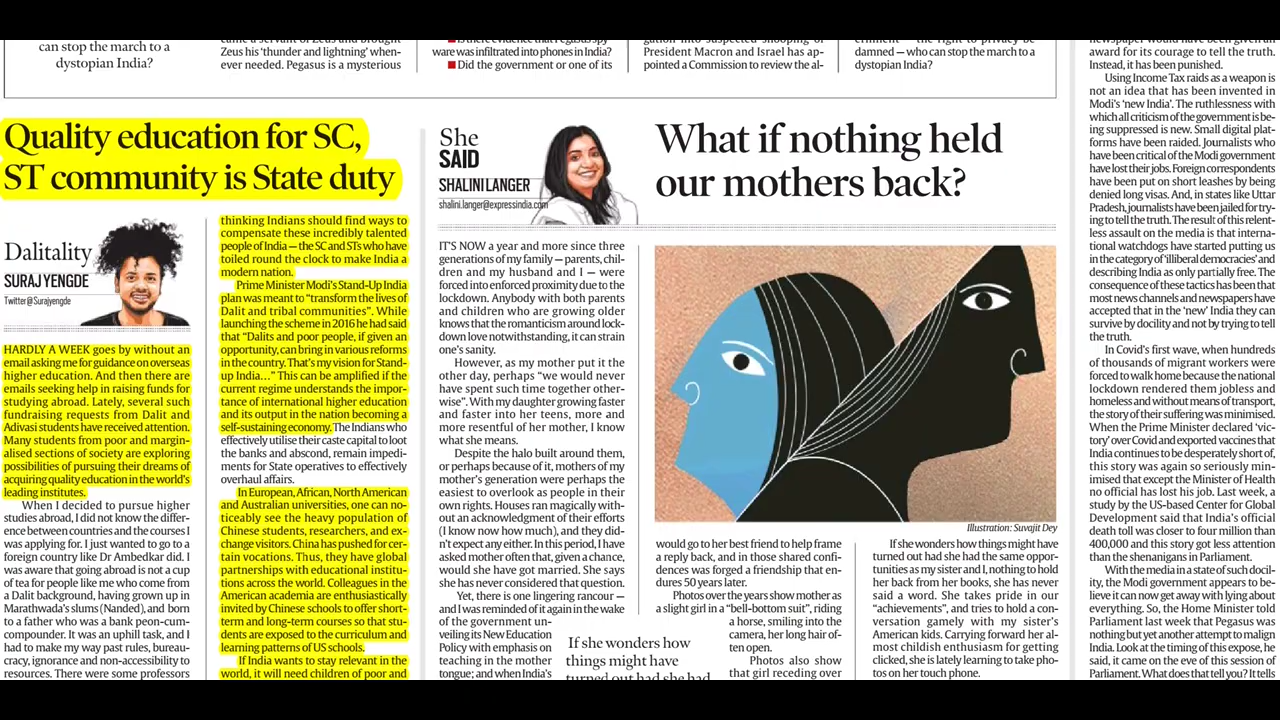 can stop the march to a
dystopian India?
Zeus his 'thunder and lightning' when-
ever needed. Pegasus is a mysterious
ware was infiltrated into phones in India?
Did the government or one of its
President Macron and Israel has ap-
pointed a Commission to review the al-
damned — who can stop the march to a
dystopian India?
Quality education for SC,
ST community is State duty
Dalitality
SURAJ YENGDE
Twitter@Surajyengde
HARDLY A WEEK goes by without an
email asking me for guidance on overseas
higher education. And then there are
emails seeking help in raising funds for
studying abroad. Lately, several such
fundraising requests from Dalit and
Adivasi students have received attention.
Many students from poor and margin-
alised sections of society are exploring
possibilities of pursuing their dreams of
acquiring quality education in the world's
leading institutes.
When I decided to pursue higher
studies abroad, I did not know the differ-
ence between countries and the courses I
was applying for. I just wanted to go to a
foreign country like Dr Ambedkar did. I
was aware that going abroad is not a cup
of tea for people like me who come from
a Dalit background, having grown up in
Marathwada's slums (Nanded), and born
to a father who was a bank peon-cum-
compounder. It was an uphill task, and I
had to make my way past rules, bureau-
cracy, ignorance and non-accessibility to
resources. There were some professors
thinking Indians should find ways to
compensate these incredibly talented
people of India — the SC and STs who have
toiled round the clock to make India a
modern nation.
Prime Minister Modi's Stand-Up India
plan was meant to "transform the lives of
Dalit and tribal communities". While
launching the scheme in 2016 he had said
that "Dalits and poor people, if given an
opportunity, can bring in various reforms
in the country. That's my vision for Stand-
up India…" This can be amplified if the
current regime understands the impor-
tance of international higher education
and its output in the nation becoming a
self-sustaining economy. The Indians who
effectively utilise their caste capital to loot
the banks and abscond, remain impedi-
ments for State operatives to effectively
overhaul affairs.
In European, African, North American
and Australian universities, one can no-
ticeably see the heavy population of
Chinese students, researchers, and ex-
change visitors. China has pushed for cer-
tain vocations. Thus, they have global
partnerships with educational institu-
tions across the world. Colleagues in the
American academia are enthusiastically
invited by Chinese schools to offer short-
term and long-term courses so that stu-
dents are exposed to the curriculum and
learning patterns of US schools.
If India wants to stay relevant in the
world, it will need children of poor and
She
SAID
SHALINI LANGER
shalini.langer@expressindia.com
What if nothing held
our mothers back?
IT'S NOW a year and more since three
generations of my family — parents, chil-
dren and my husband and I — were
forced into enforced proximity due to the
lockdown. Anybody with both parents
and children who are growing older
knows that the romanticism around lock-
down love notwithstanding, it can strain
one's sanity.
However, as my mother put it the
other day, perhaps "we would never
have spent such time together other-
wise". With my daughter growing faster
and faster into her teens, more and
more resentful of her mother, I know
what she means.
Despite the halo built around them,
or perhaps because of it, mothers of my
mother's generation were perhaps the
easiest to overlook as people in their
own rights. Houses ran magically with-
out an acknowledgment of their efforts
(I know now how much), and they did-
n't expect any either. In this period, I have
asked mother often that, given a chance,
would she have got married. She says
she has never considered that question.
Yet, there is one lingering rancour —
and I was reminded of it again in the wake
of the government un-
veiling its New Education
Policy with emphasis on
teaching in the mother
tongue; and when India's
If she wonders how
things might have
turned out had she had
Illustration: Suvajit Dey
would go to her best friend to help frame
a reply back, and in those shared confi-
dences was forged a friendship that en-
dures 50 years later.
Photos over the years show mother as
a slight girl in a "bell-bottom suit", riding
a horse, smiling into the
camera, her long hair of-
ten open.
Photos also show
that girl receding over
If she wonders how things might have
turned out had she had the same oppor-
tunities as my sister and I, nothing to hold
her back from her books, she has never
said a word. She takes pride in our
"achievements", and tries to hold a con-
versation gamely with my sister's
American kids. Carrying forward her al-
most childish enthusiasm for getting
clicked, she is lately learning to take pho-
tos on her touch phone.
award for its courage to tell the truth.
Instead, it has been punished.
Using Income Tax raids as a weapon is
not an idea that has been invented in
Modi's 'new India'. The ruthlessness with
which all criticism of the government is be-
ing suppressed is new. Small digital plat-
forms have been raided. Journalists who
have been critical of the Modi government
have lost their jobs. Foreign correspondents
have been put on short leashes by being
denied long visas. And, in states like Uttar
Pradesh, journalists have been jailed for try-
ing to tell the truth. The result of this relent-
less assault on the media is that interna-
tional watchdogs have started putting us
in the category of 'illiberal democracies' and
describing India as only partially free. The
consequence of these tactics has been that
most news channels and newspapers have
accepted that in the 'new' India they can
survive by docility and not by trying to tell
the truth.
In Covid's first wave, when hundreds
of thousands of migrant workers were
forced to walk home because the national
lockdown rendered them jobless and
homeless and without means of transport,
the story of their suffering was minimised.
When the Prime Minister declared 'vic-
tory' over Covid and exported vaccines that
India continues to be desperately short of,
this story was again so seriously min-
imised that except the Minister of Health
no official has lost his job. Last week, a
study by the US-based Center for Global
Development said that India's official
death toll was closer to four million than
400,000 and this story got less attention
than the shenanigans in Parliament.
With the media in a state of such docil-
ity, the Modi government appears to be-
lieve it can now get away with lying about
everything. So, the Home Minister told
Parliament last week that Pegasus was
nothing but yet another attempt to malign
India. Look at the timing of this expose, he
said, it came on the eve of this session of
Parliament. What does that tell you? It tells